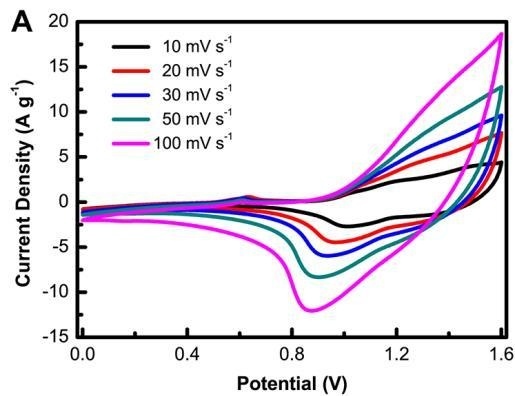 A
20
15
10
5
0
-5
-10
-15
Current Density (A g⁻¹)
10 mV s⁻¹
20 mV s⁻¹
30 mV s⁻¹
50 mV s⁻¹
100 mV s⁻¹
0.0 0.4 0.8 1.2 1.6
Potential (V)